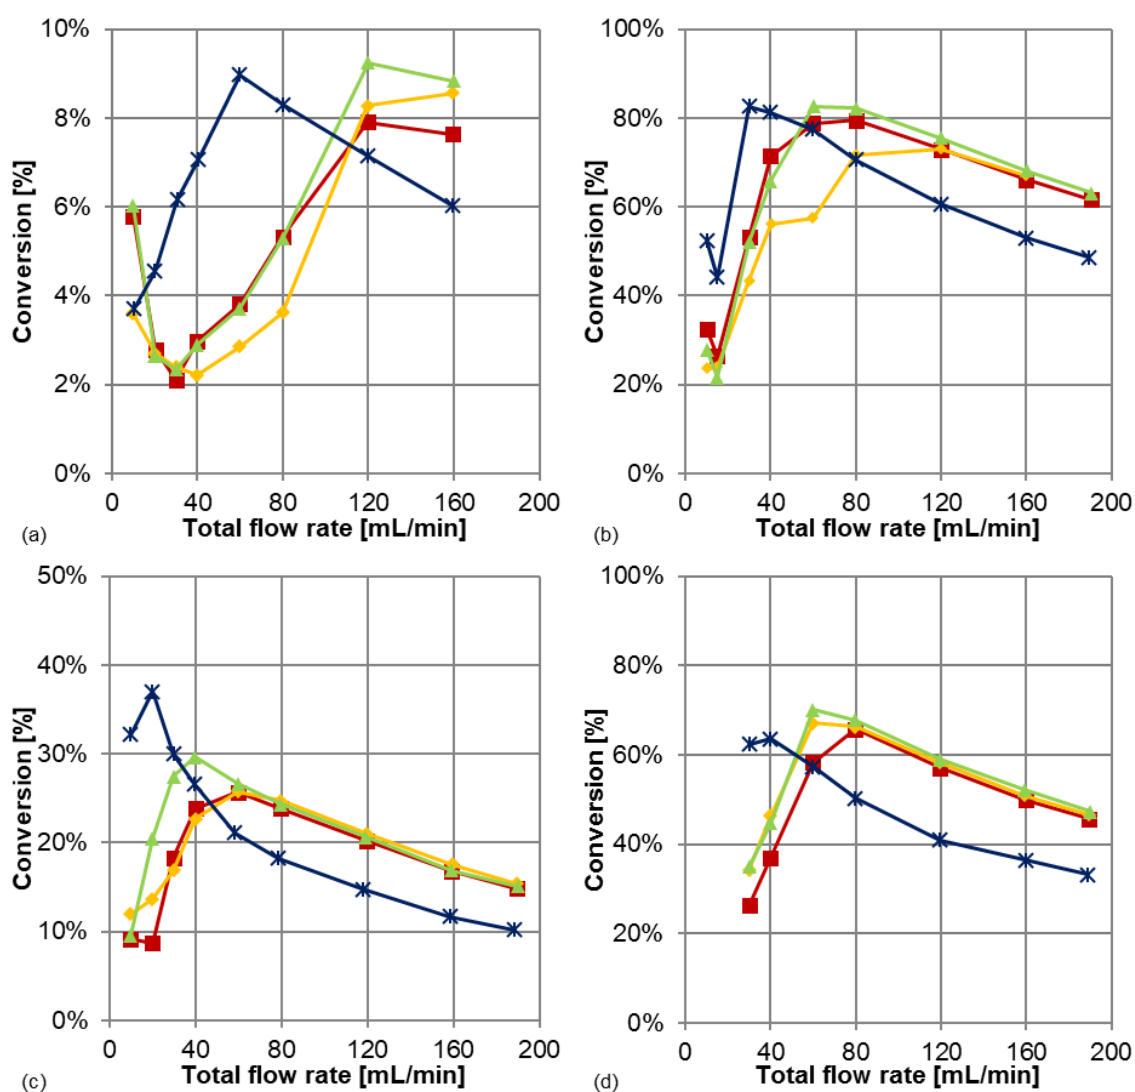 10%
8%
6%
4%
2%
0%
Conversion [%]
0 40 80 120 160 200
Total flow rate [mL/min]
(a)
100%
80%
60%
40%
20%
0%
Conversion [%]
0 40 80 120 160 200
Total flow rate [mL/min]
(b)
50%
40%
30%
20%
10%
0%
Conversion [%]
0 40 80 120 160 200
Total flow rate [mL/min]
(c)
100%
80%
60%
40%
20%
0%
Conversion [%]
0 40 80 120 160 200
Total flow rate [mL/min]
(d)